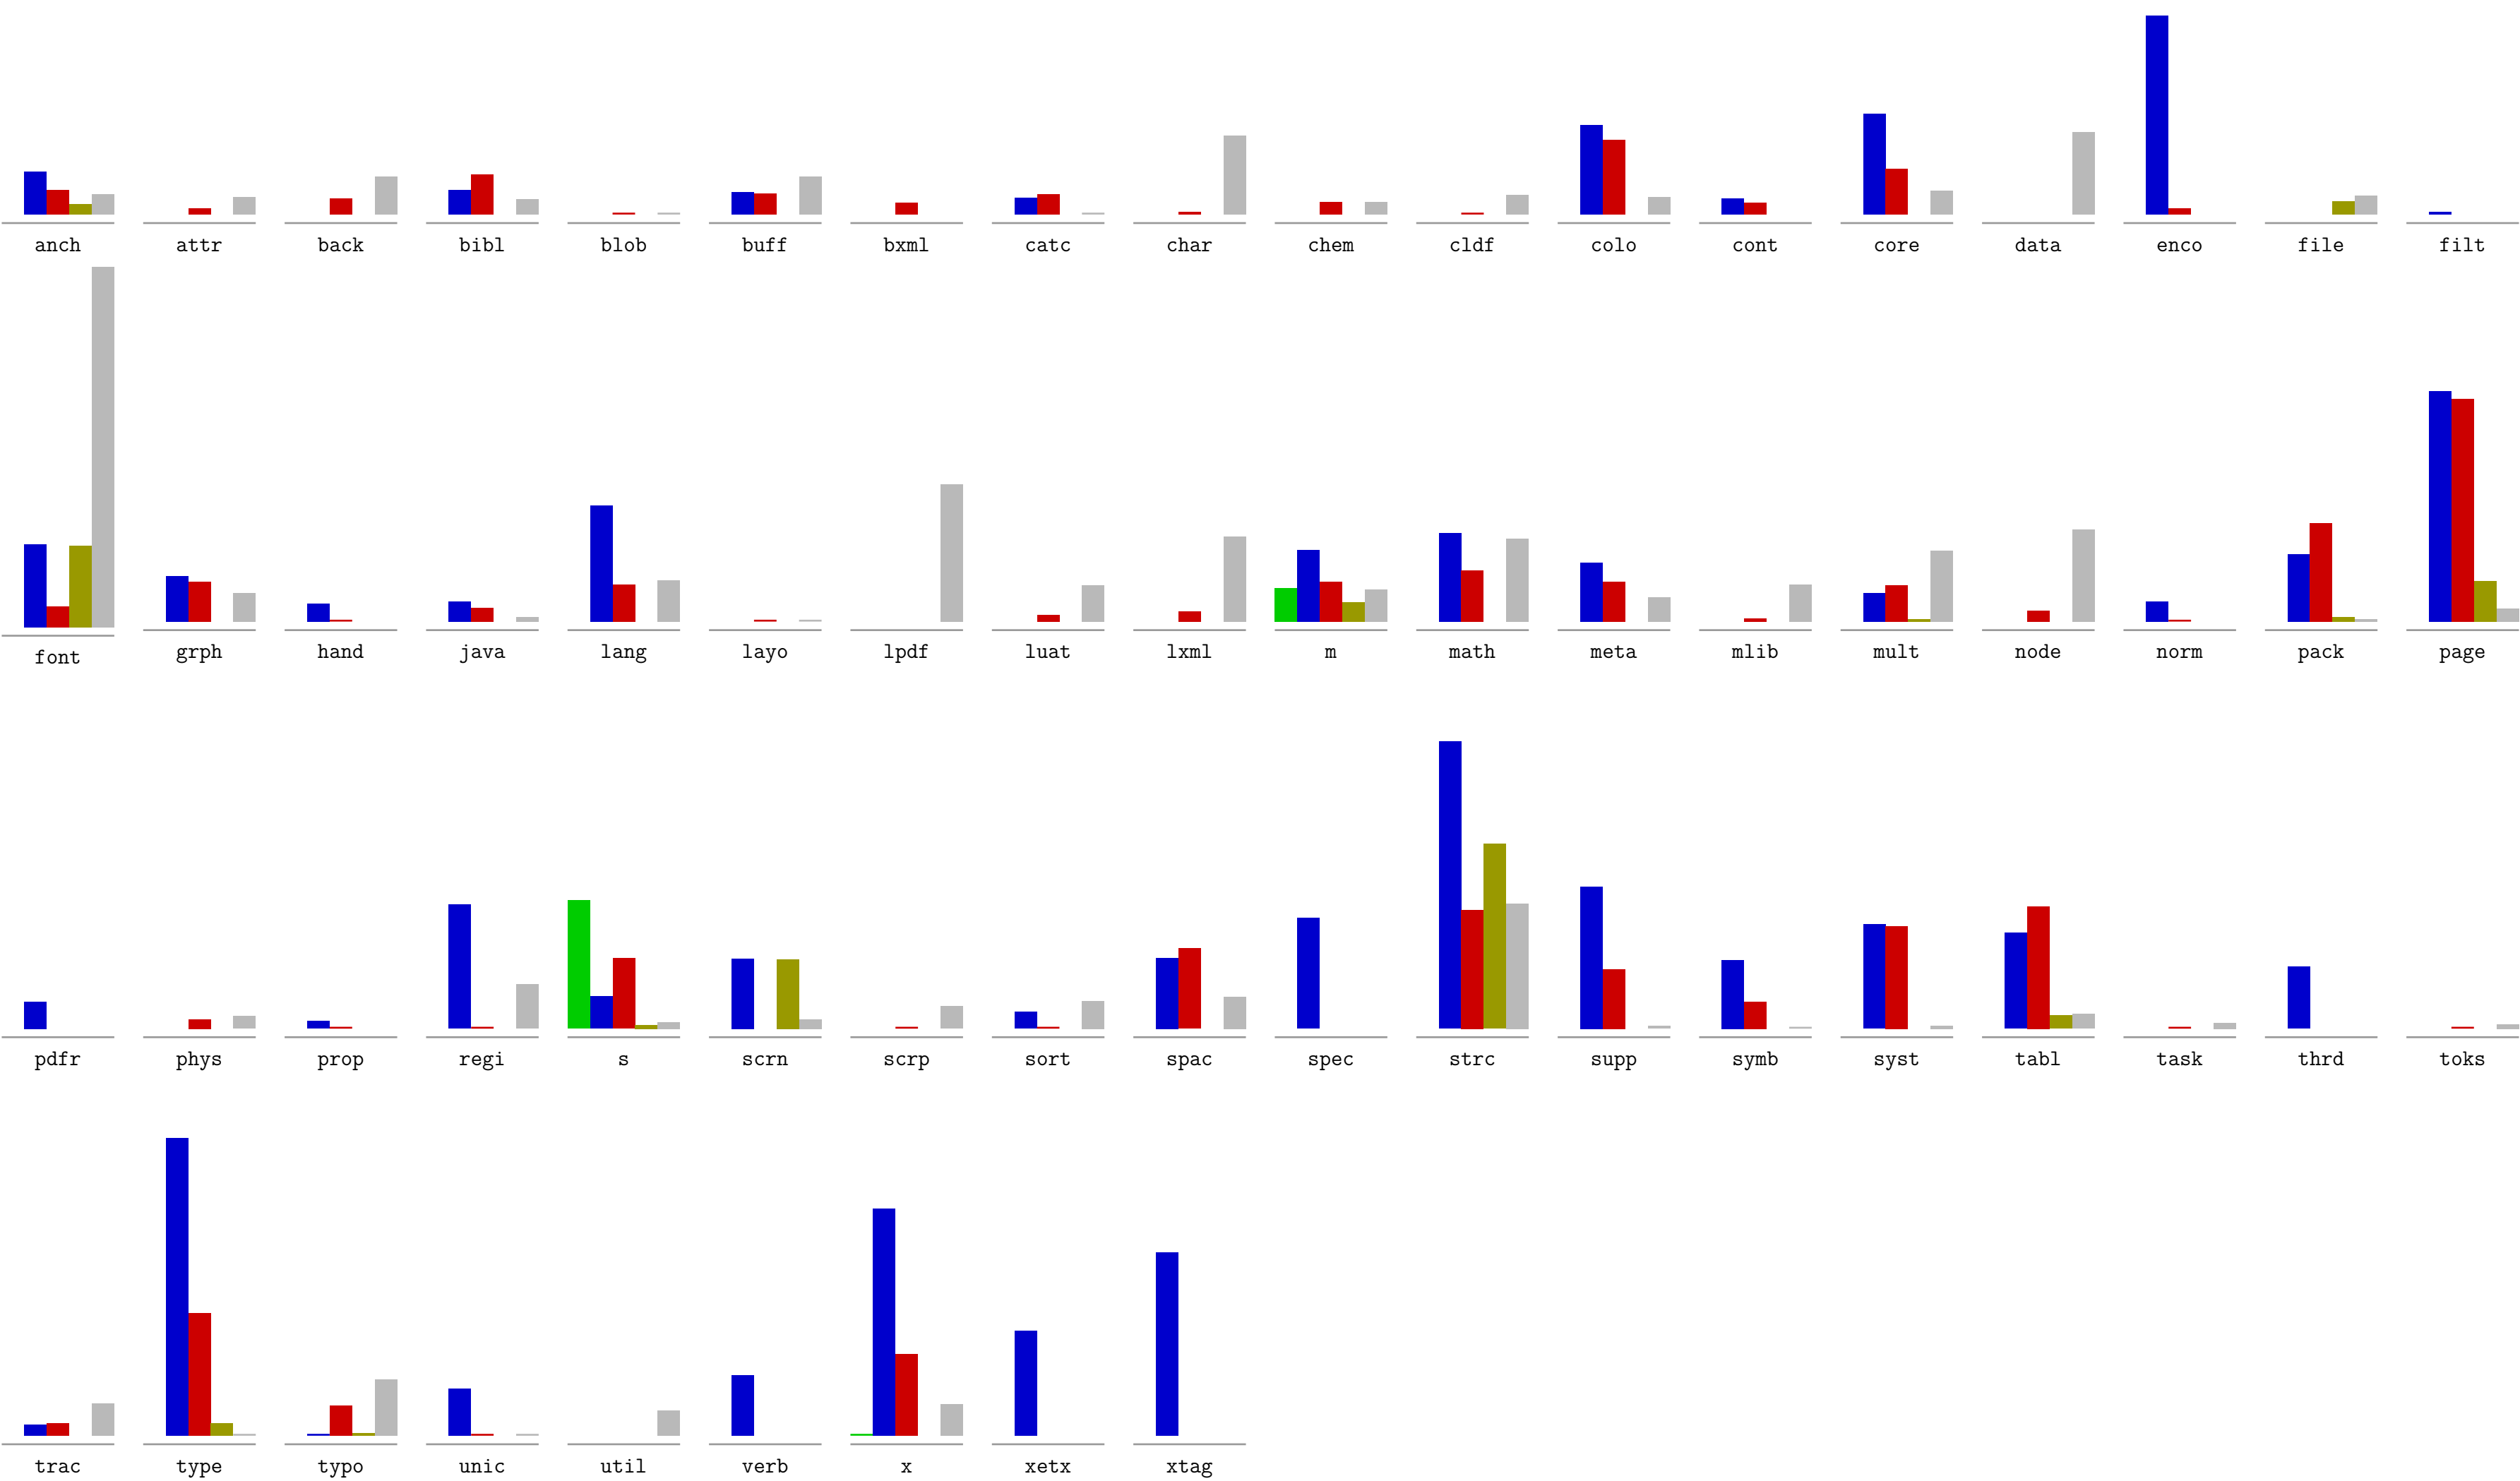 anch attr back bibl blob buff bxml catc char chem cldf colo cont core data enco file filt
font grph hand java lang layo lpdf luat lxml m math meta mlib mult node norm pack page
pdfr phys prop regi s scrn scrp sort spac spec strc supp symb syst tabl task thrd toks
trac type typo unic util verb x xetx xtag